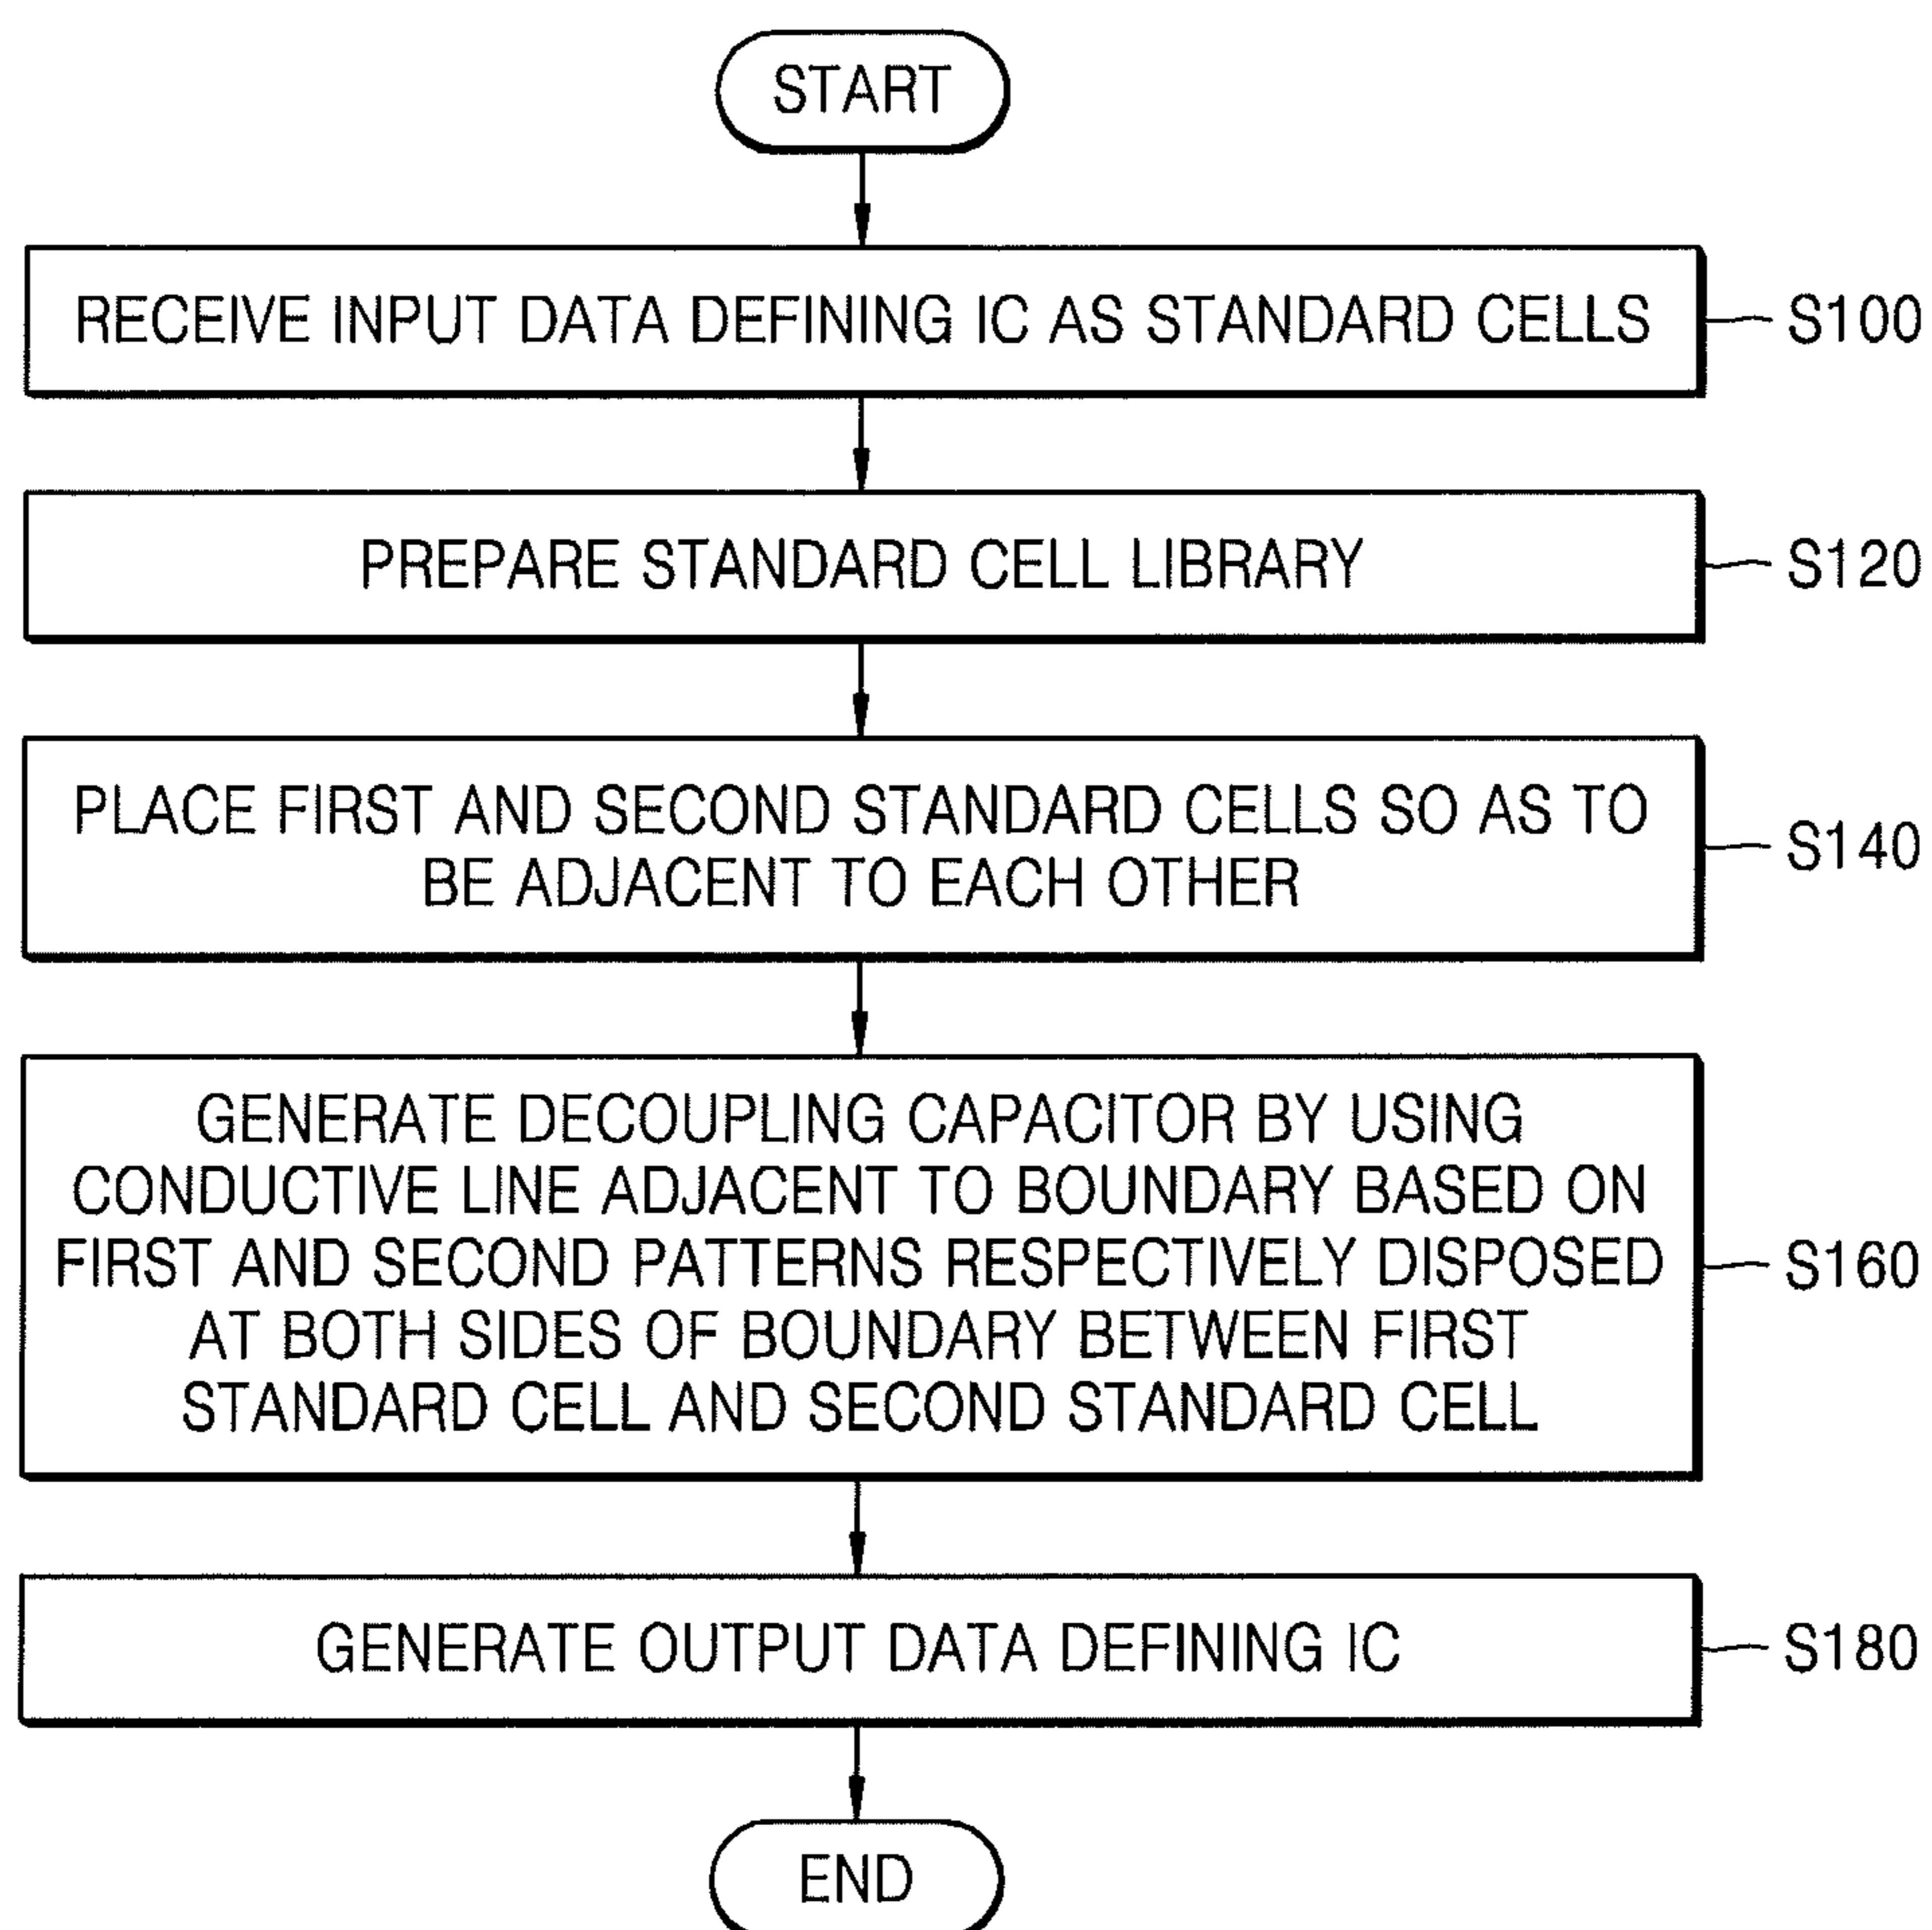 START
RECEIVE INPUT DATA DEFINING IC AS STANDARD CELLS
S100
PREPARE STANDARD CELL LIBRARY
S120
PLACE FIRST AND SECOND STANDARD CELLS SO AS TO
BE ADJACENT TO EACH OTHER
S140
GENERATE DECOUPLING CAPACITOR BY USING
CONDUCTIVE LINE ADJACENT TO BOUNDARY BASED ON
FIRST AND SECOND PATTERNS RESPECTIVELY DISPOSED
AT BOTH SIDES OF BOUNDARY BETWEEN FIRST
STANDARD CELL AND SECOND STANDARD CELL
S160
GENERATE OUTPUT DATA DEFINING IC
S180
END